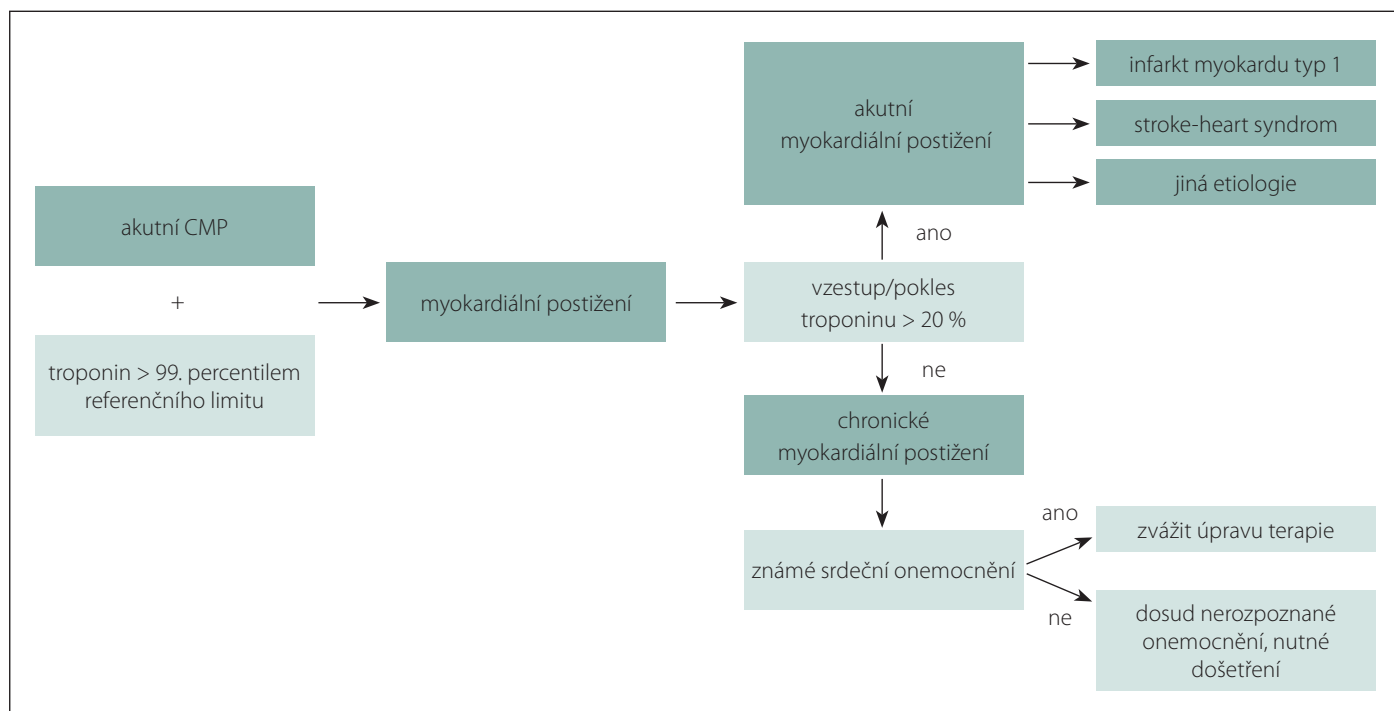 akutní CMP
+
troponin > 99. percentilem
referenčního limitu
myokardiální postižení
vzestup/pokles
troponinu > 20 %
ano
akutní
myokardiální postižení
infarkt myokardu typ 1
stroke-heart syndrom
jiná etiologie
ne
chronické
myokardiální postižení
známé srdeční onemocnění
ano
zvážit úpravu terapie
ne
dosud nerozpoznané
onemocnění, nutné
došetření